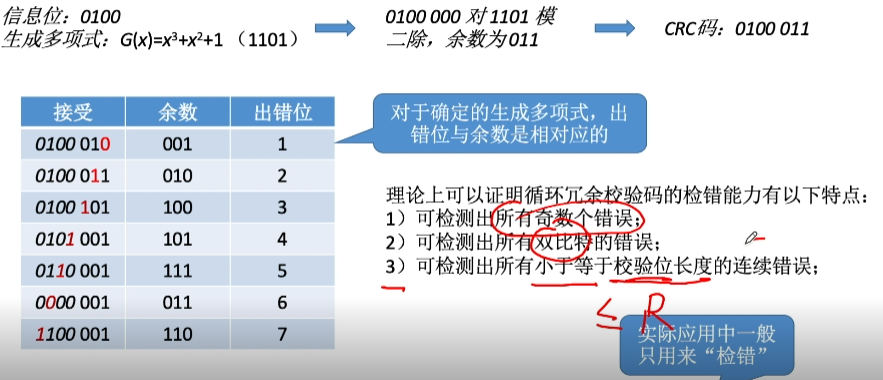 信息位：0100
生成多项式：G(x)=x³+x²+1 （1101）
0100 000 对 1101 模
二除，余数为 011
CRC码：0100 011
接受 余数 出错位
0100 010 001 1
0100 011 010 2
0100 101 100 3
0101 001 101 4
0110 001 111 5
0000 001 011 6
1100 001 110 7
对于确定的生成多项式，出
错位与余数是相对应的
理论上可以证明循环冗余校验码的检错能力有以下特点：
1）可检测出所有奇数个错误；
2）可检测出所有双比特的错误；
3）可检测出所有小于等于校验位长度的连续错误；
≤ R
实际应用中一般
只用来“检错”